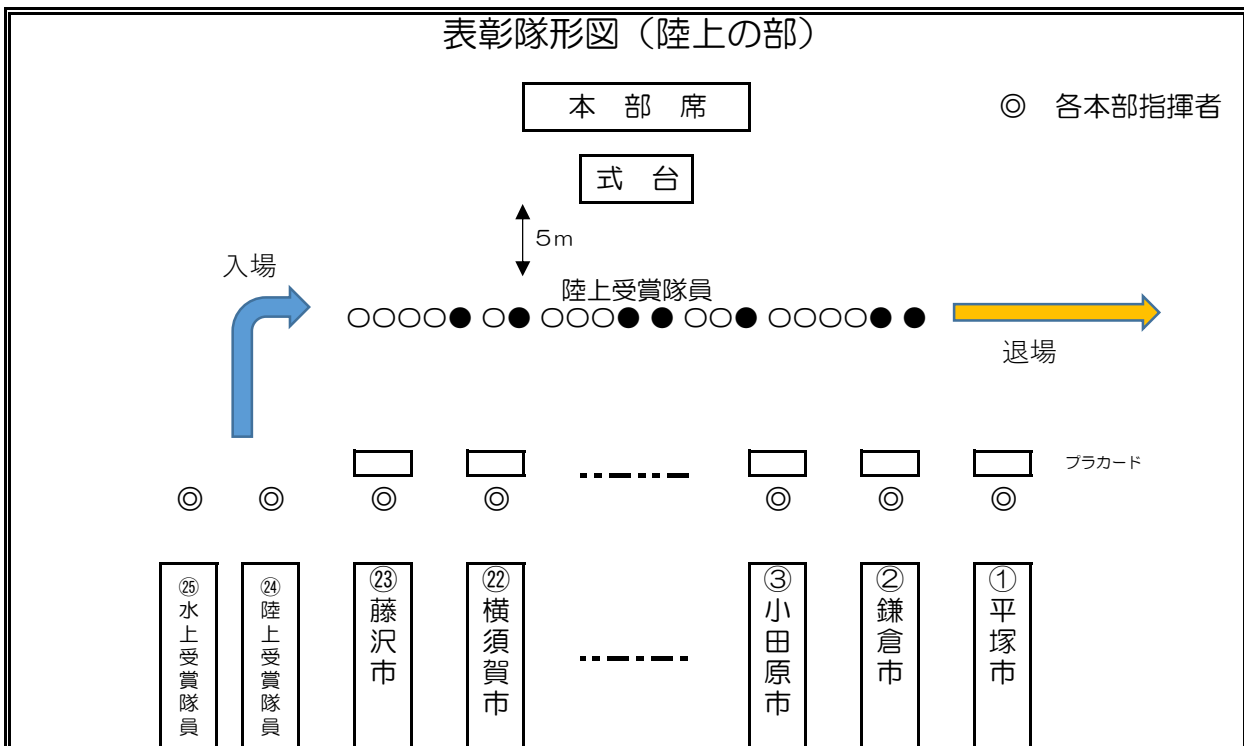 表彰隊形図（陸上の部）
本部席
◎ 各本部指揮者
式台
5m
入場
陸上受賞隊員
○○○○● ○● ○○○●● ○○● ○○○○●●
退場
プラカード
◎ ◎ ◎ ◎ ◎ ◎ ◎
㉕水上受賞隊員
㉔陸上受賞隊員
㉓藤沢市
㉒横須賀市
③小田原市
②鎌倉市
①平塚市